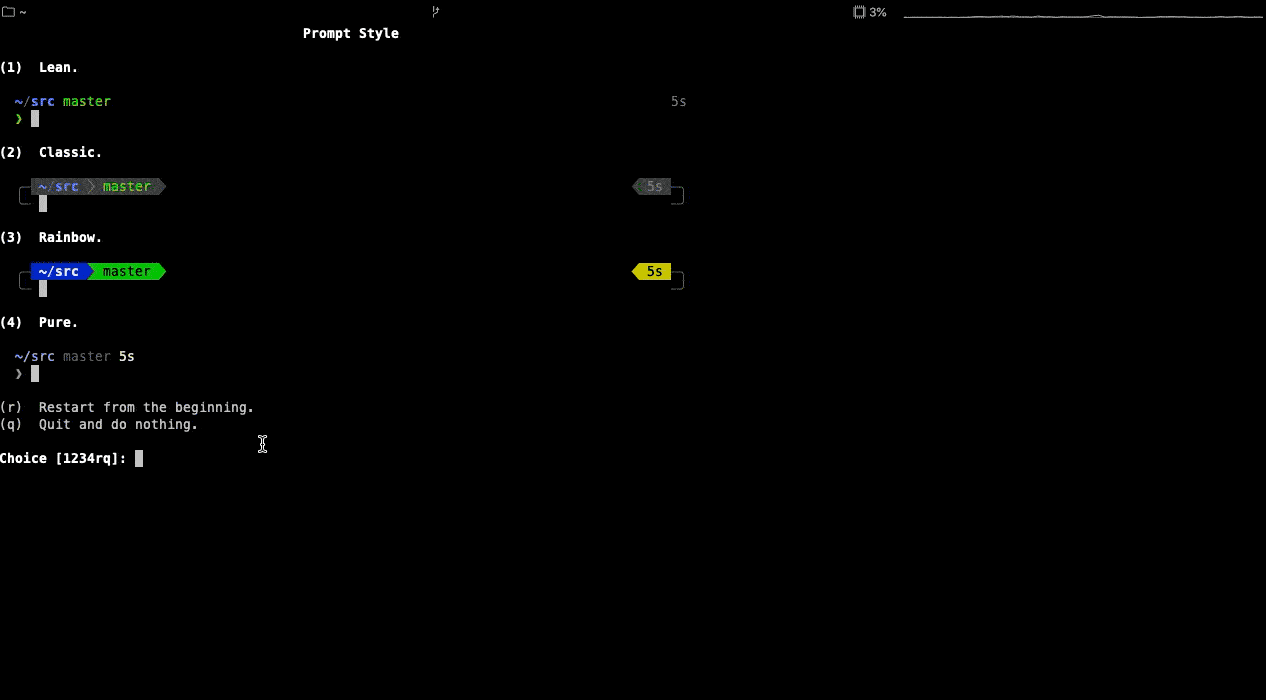 ~ 3%
Prompt Style
(1) Lean.
~/src master 5s
❯
(2) Classic.
~/src master 5s
(3) Rainbow.
~/src master 5s
(4) Pure.
~/src master 5s
❯
(r) Restart from the beginning.
(q) Quit and do nothing.
Choice [1234rq]: